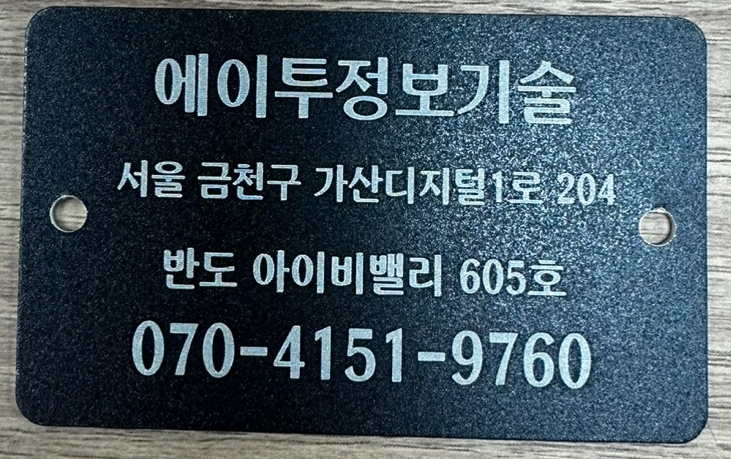 에이투정보기술
서울 금천구 가산디지털1로 204
반도 아이비밸리 605호
070-4151-9760